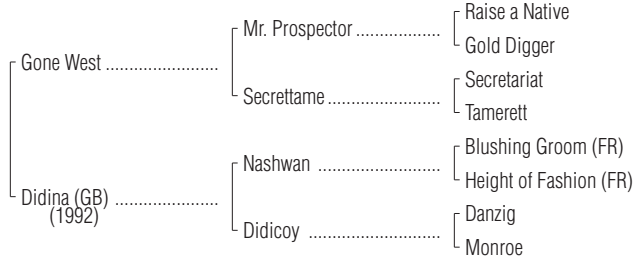 Raise a Native
Mr. Prospector ..................
Gold Digger
Gone West ........................
Secretariat
Secrettame ........................
Tamerett
Blushing Groom (FR)
Nashwan ..........................
Height of Fashion (FR)
Didina (GB) ......................
(1992)
Danzig
Didicoy ............................
Monroe